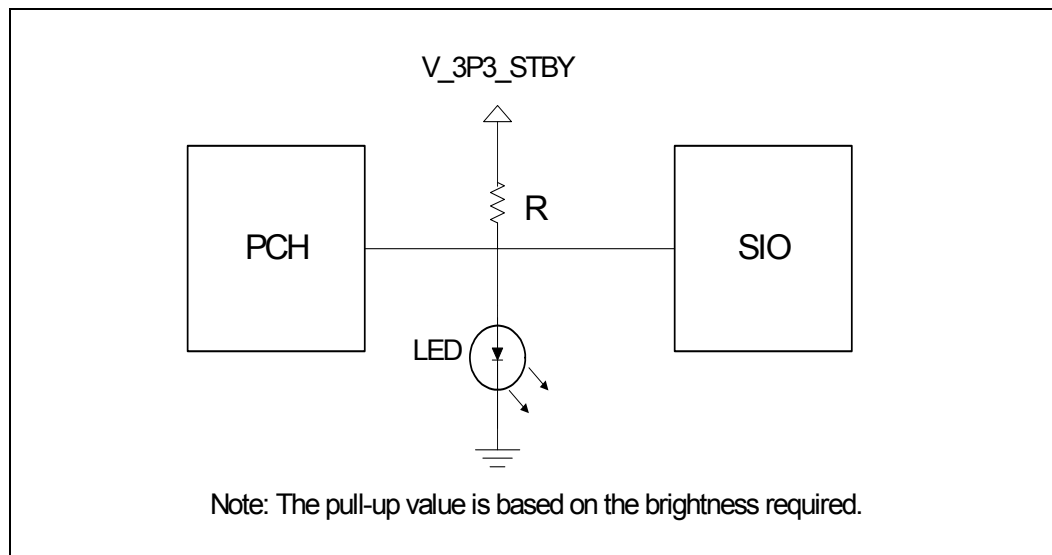 V_3P3_STBY
R
PCH
SIO
LED
Note: The pull-up value is based on the brightness required.